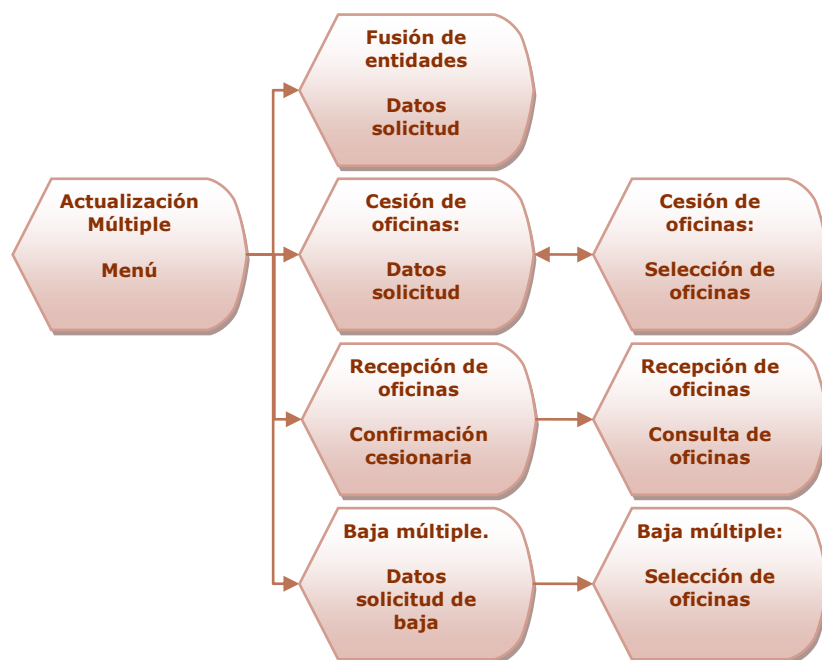 Fusión de
entidades
Datos
solicitud
Actualización
Múltiple
Menú
Cesión de
oficinas:
Datos
solicitud
Cesión de
oficinas:
Selección de
oficinas
Recepción de
oficinas
Confirmación
cesionaria
Recepción de
oficinas
Consulta de
oficinas
Baja múltiple.
Datos
solicitud de
baja
Baja múltiple:
Selección de
oficinas